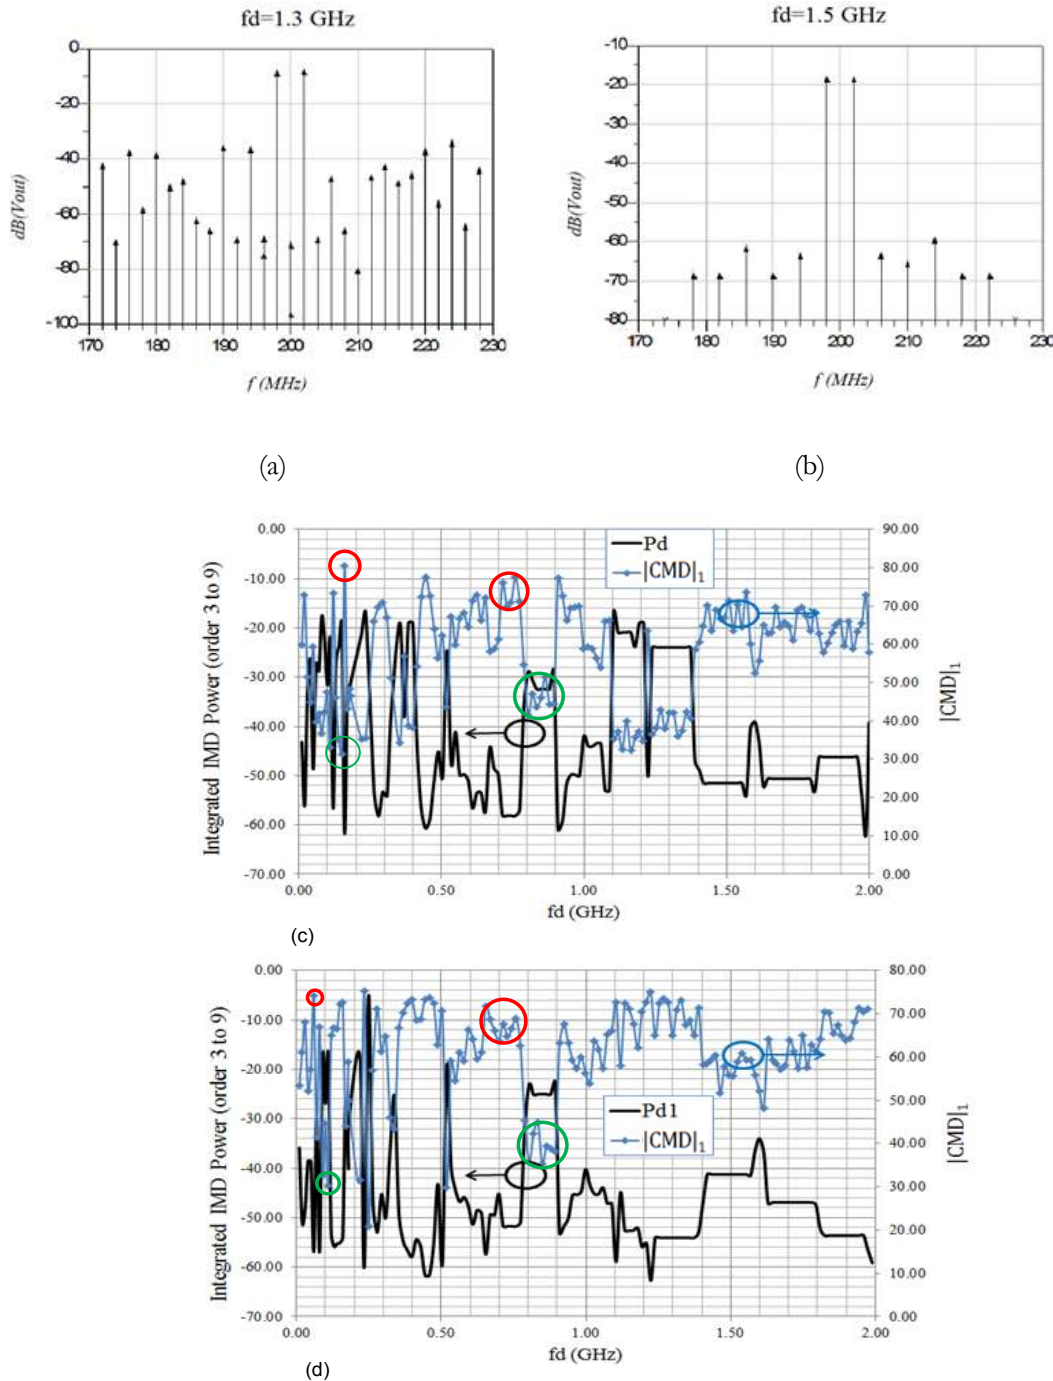 fd=1.3 GHz
fd=1.5 GHz
0
-20
-40
-60
-80
-100
dB(Vout)
170 180 190 200 210 220 230
f (MHz)
-10
-20
-30
-40
-50
-60
-70
-80
dB(Vout)
170 180 190 200 210 220 230
f (MHz)
(a)
(b)
0.00
-10.00
-20.00
-30.00
-40.00
-50.00
-60.00
-70.00
Integrated IMD Power (order 3 to 9)
Pd
|CMD|1
90.00
80.00
70.00
60.00
50.00
40.00
30.00
20.00
10.00
0.00
|CMD|1
0.00 0.50 1.00 1.50 2.00
fd (GHz)
(c)
0.00
-10.00
-20.00
-30.00
-40.00
-50.00
-60.00
-70.00
Integrated IMD Power (order 3 to 9)
Pd1
|CMD|1
80.00
70.00
60.00
50.00
40.00
30.00
20.00
10.00
0.00
|CMD|1
0.00 0.50 1.00 1.50 2.00
fd (GHz)
(d)